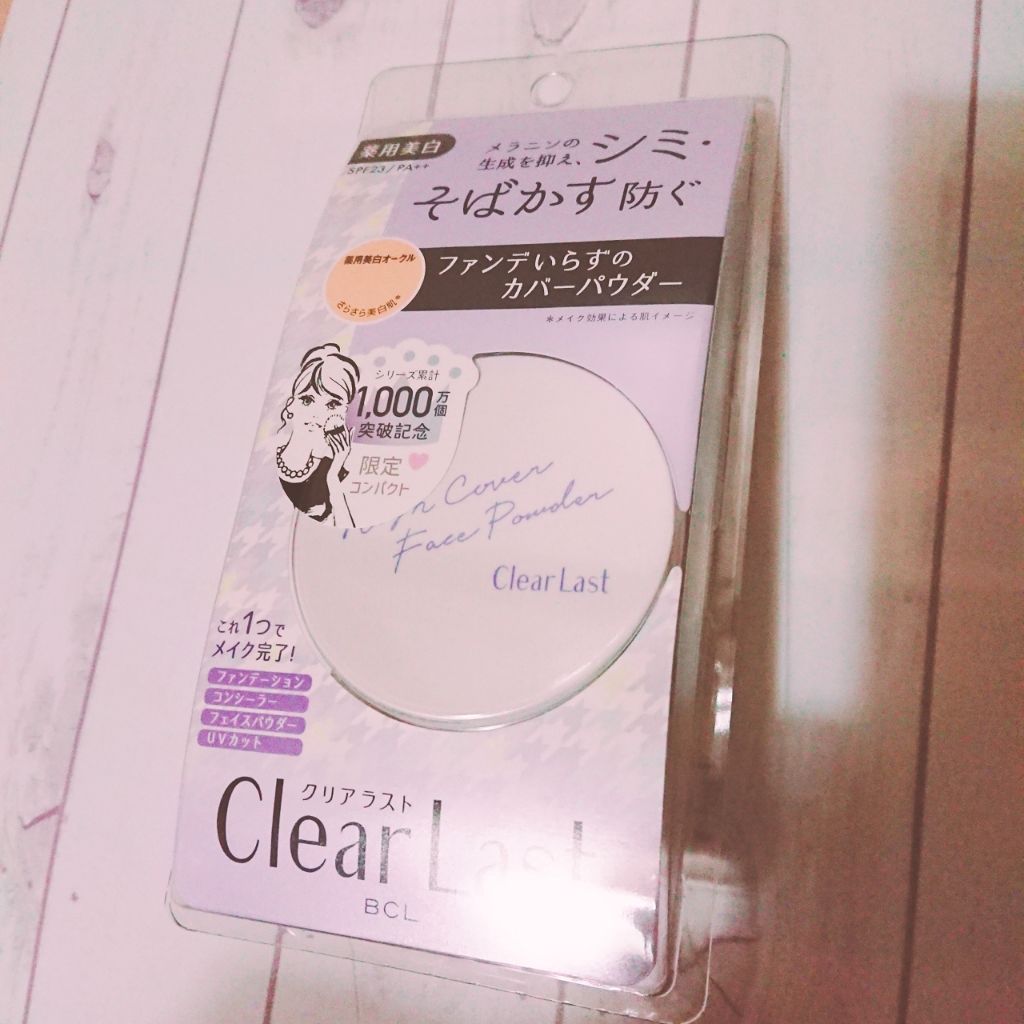 薬用美白
SPF23/PA++
メラニンの
生成を抑え、シミ・
そばかす防ぐ
薬用美白オークル
さらさら美白肌*
ファンデいらずの
カバーパウダー
*メイク効果による肌イメージ
シリーズ累計
1,000万個
突破記念
限定
コンパクト
Cover
Face Powder
ClearLast
これ1つで
メイク完了!
ファンデーション
コンシーラー
フェイスパウダー
UVカット
クリアラスト
ClearLast
BCL